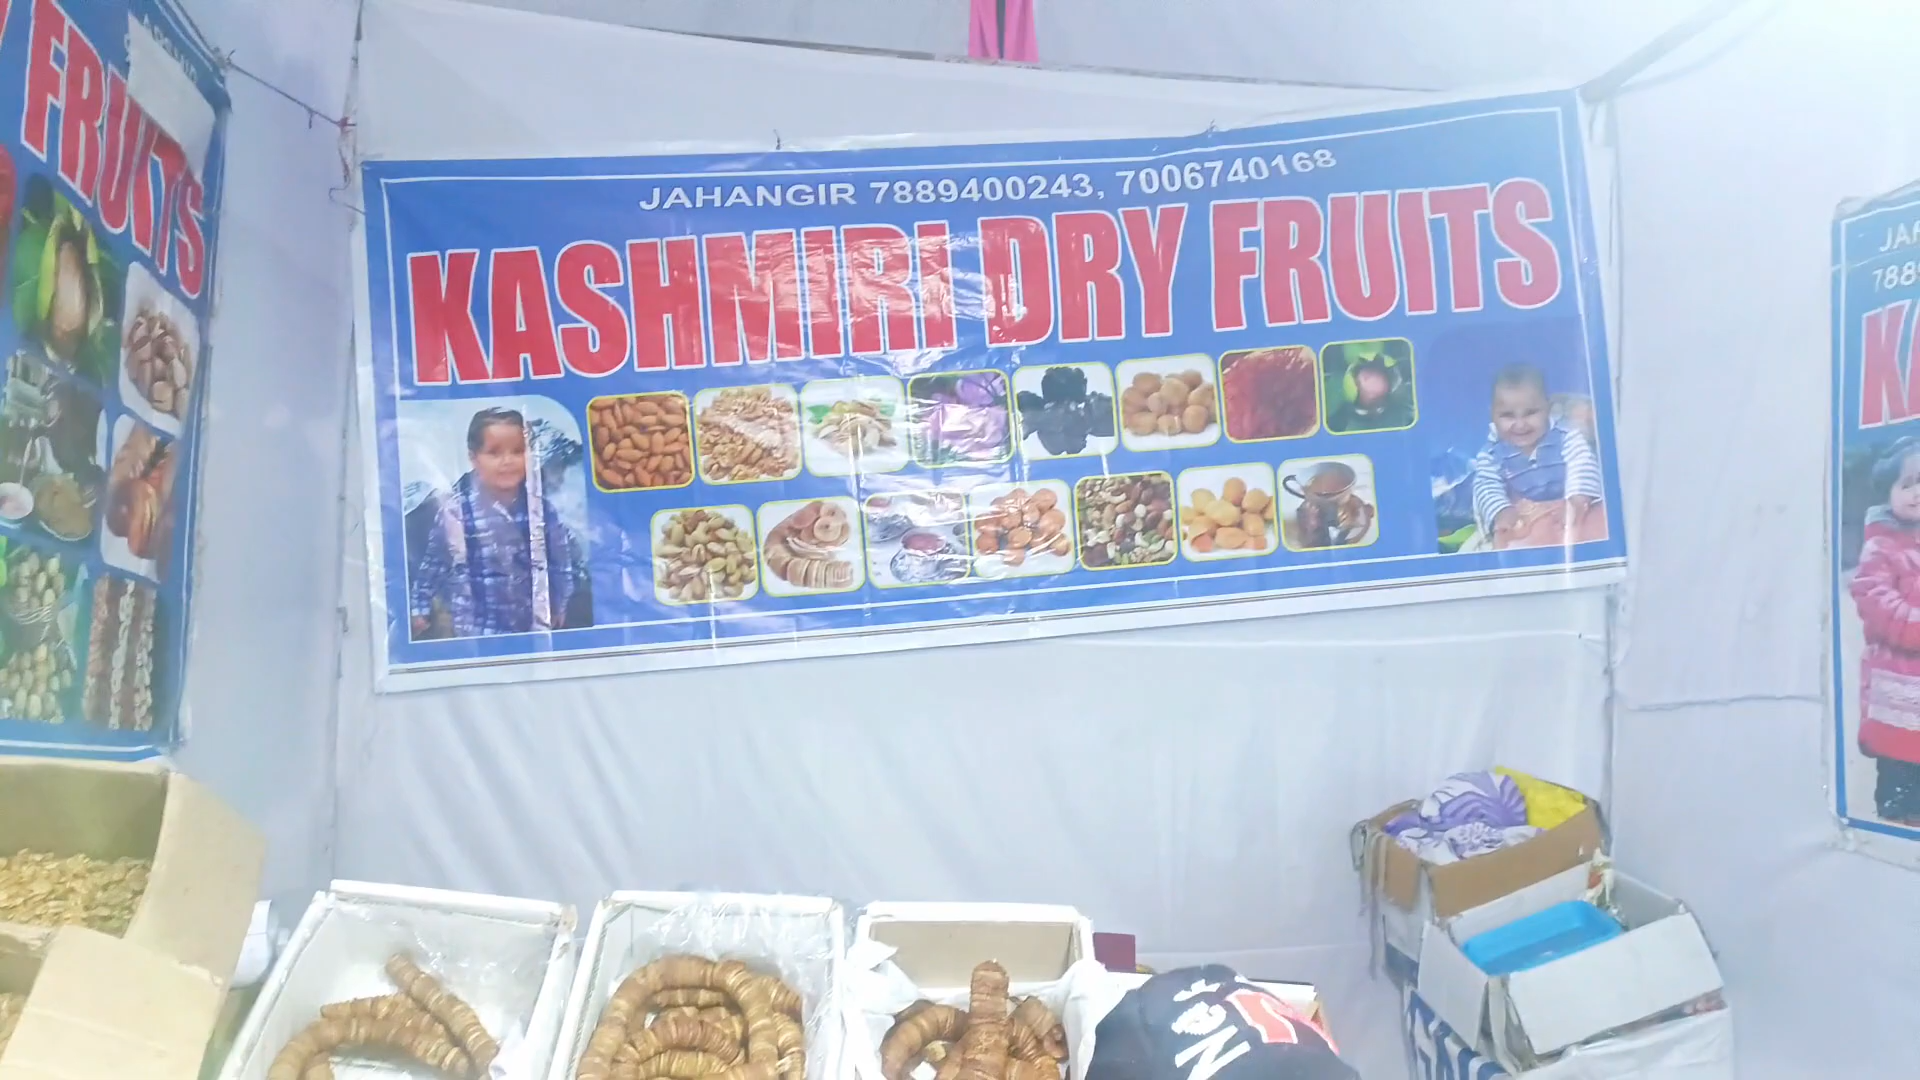 FRUITS
JAHANGIR 7889400243, 7006740168
KASHMIRI DRY FRUITS